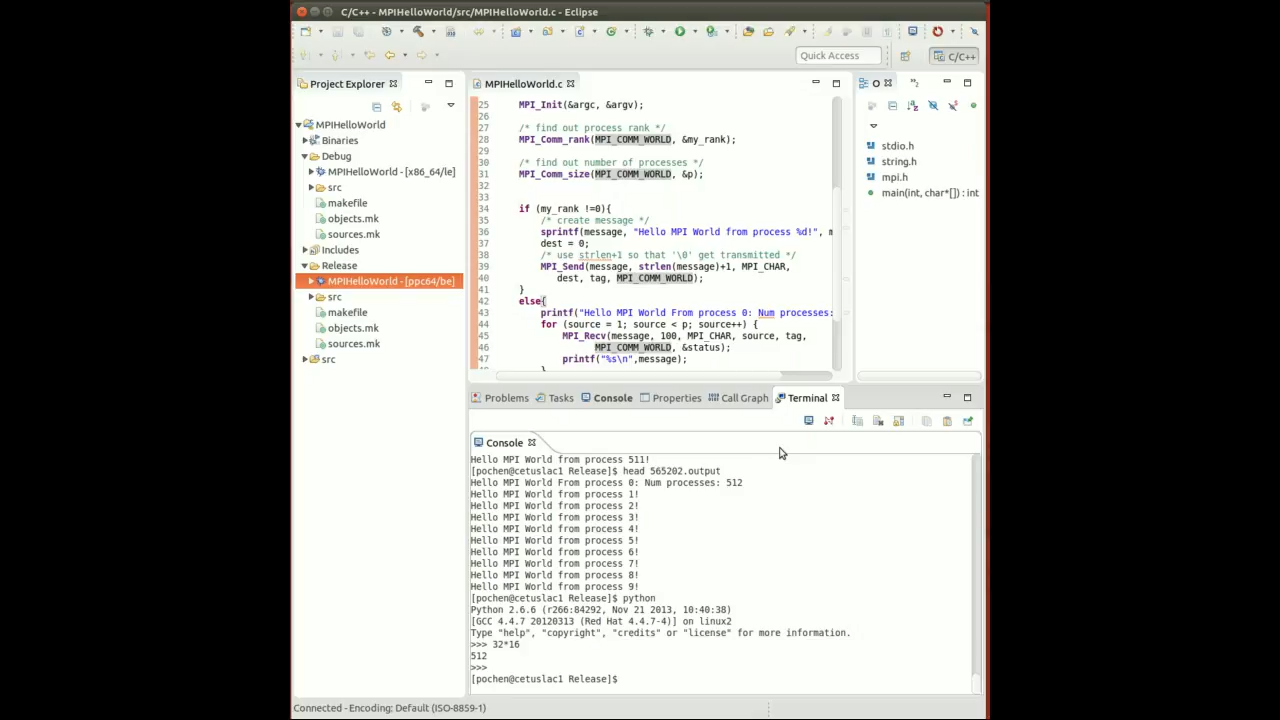 C/C++ - MPIHelloWorld/src/MPIHelloWorld.c - Eclipse
Quick Access
C/C++
Project Explorer
MPIHelloWorld
Binaries
Debug
MPIHelloWorld - [x86_64/le]
src
makefile
objects.mk
sources.mk
Includes
Release
MPIHelloWorld - [ppc64/be]
src
makefile
objects.mk
sources.mk
src
MPIHelloWorld.c
25 MPI_Init(&argc, &argv);
26
27 /* find out process rank */
28 MPI_Comm_rank(MPI_COMM_WORLD, &my_rank);
29
30 /* find out number of processes */
31 MPI_Comm_size(MPI_COMM_WORLD, &p);
32
33
34 if (my_rank !=0){
35 /* create message */
36 sprintf(message, "Hello MPI World from process %d!", m
37 dest = 0;
38 /* use strlen+1 so that '\0' get transmitted */
39 MPI_Send(message, strlen(message)+1, MPI_CHAR,
40 dest, tag, MPI_COMM_WORLD);
41 }
42 else{
43 printf("Hello MPI World From process 0: Num processes:
44 for (source = 1; source < p; source++) {
45 MPI_Recv(message, 100, MPI_CHAR, source, tag,
46 MPI_COMM_WORLD, &status);
47 printf("%s\n",message);
}
O
stdio.h
string.h
mpi.h
main(int, char*[]) : int
Problems Tasks Console Properties Call Graph Terminal
Console
Hello MPI World from process 511!
[pochen@cetuslac1 Release]$ head 565202.output
Hello MPI World From process 0: Num processes: 512
Hello MPI World from process 1!
Hello MPI World from process 2!
Hello MPI World from process 3!
Hello MPI World from process 4!
Hello MPI World from process 5!
Hello MPI World from process 6!
Hello MPI World from process 7!
Hello MPI World from process 8!
Hello MPI World from process 9!
[pochen@cetuslac1 Release]$ python
Python 2.6.6 (r266:84292, Nov 21 2013, 10:40:38)
[GCC 4.4.7 20120313 (Red Hat 4.4.7-4)] on linux2
Type "help", "copyright", "credits" or "license" for more information.
>>> 32*16
512
>>>
[pochen@cetuslac1 Release]$
Connected - Encoding: Default (ISO-8859-1)